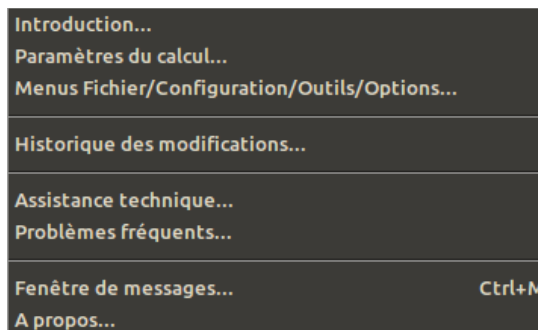 Introduction...
Paramètres du calcul...
Menus Fichier/Configuration/Outils/Options...
Historique des modifications...
Assistance technique...
Problèmes fréquents...
Fenêtre de messages... Ctrl+M
A propos...